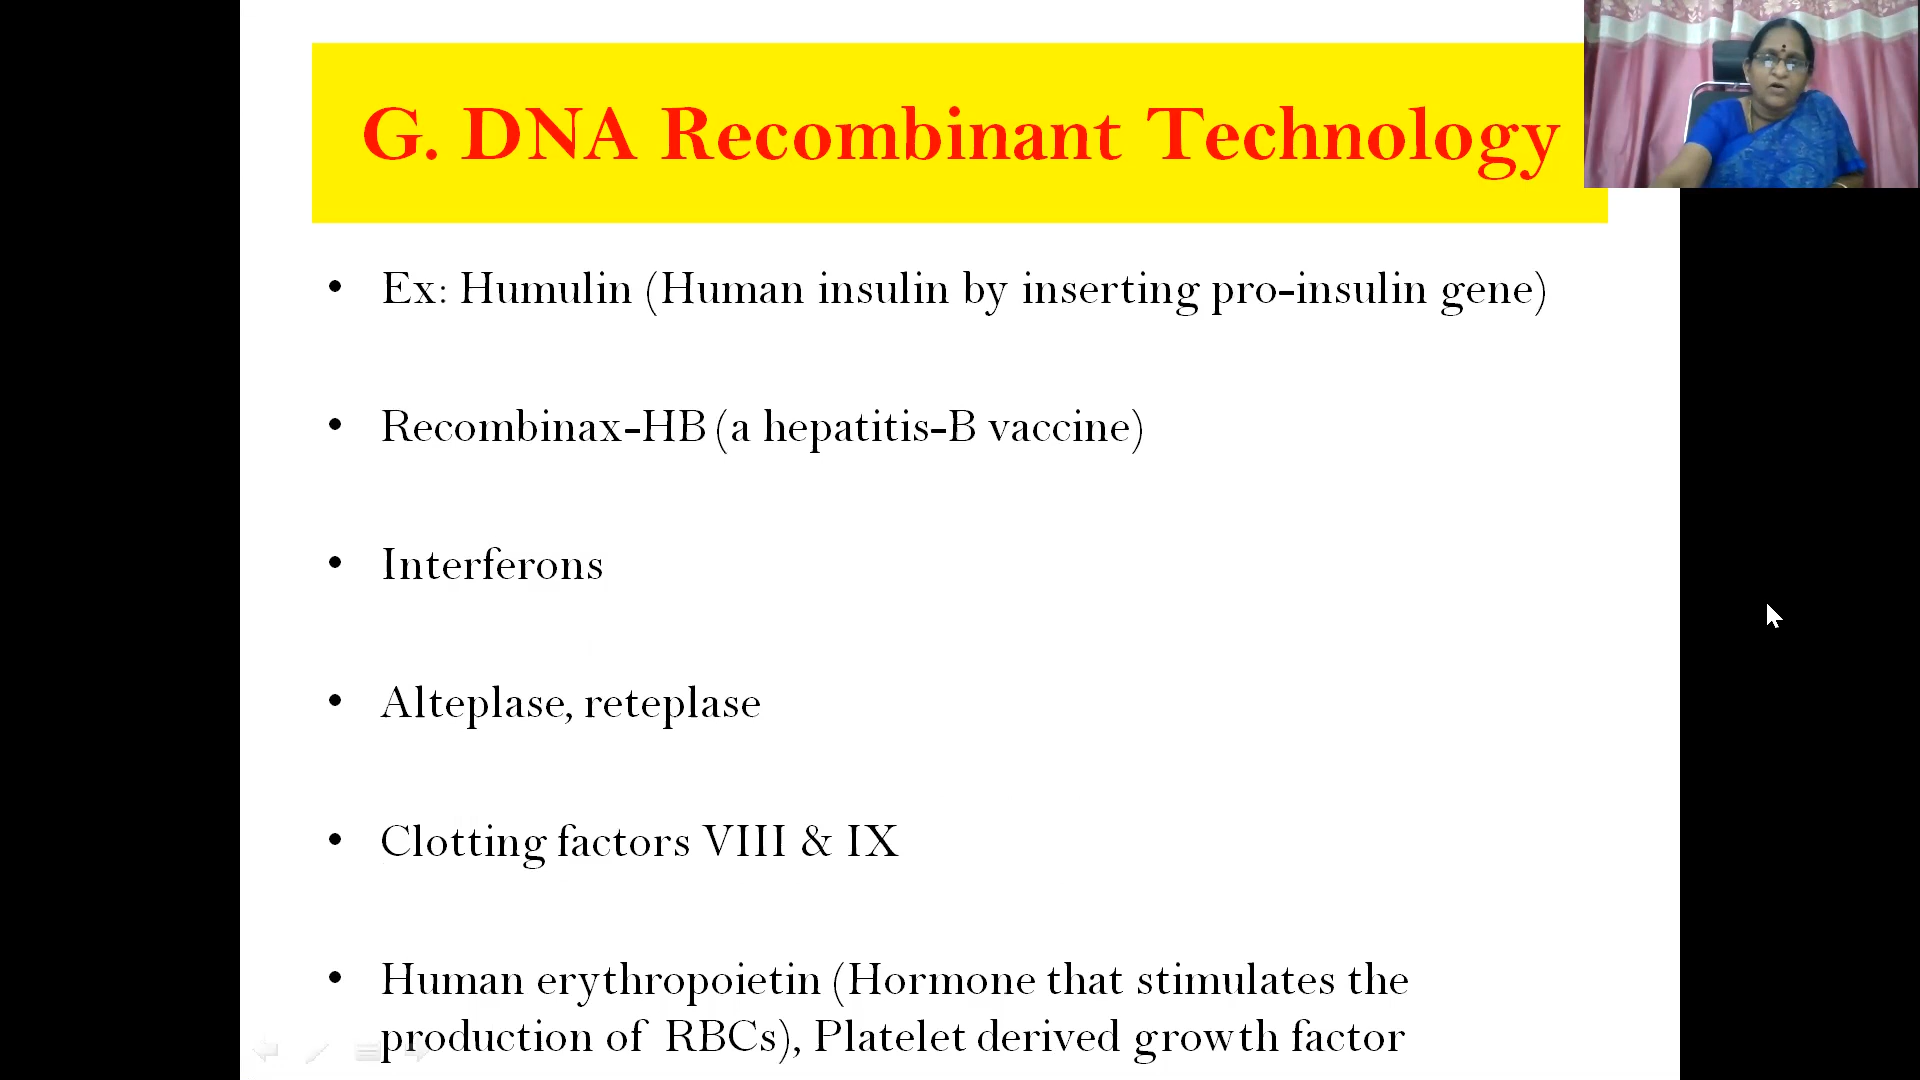 G. DNA Recombinant Technology
• Ex: Humulin (Human insulin by inserting pro-insulin gene)
• Recombinax-HB (a hepatitis-B vaccine)
• Interferons
• Alteplase, reteplase
• Clotting factors VIII & IX
• Human erythropoietin (Hormone that stimulates the
production of RBCs), Platelet derived growth factor